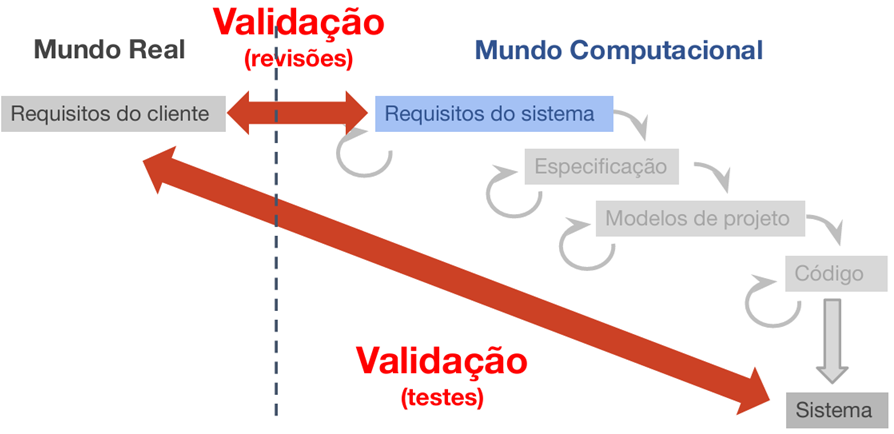 Validação
(revisões)
Mundo Real
Mundo Computacional
Requisitos do cliente
Requisitos do sistema
Especificação
Modelos de projeto
Código
Validação
(testes)
Sistema